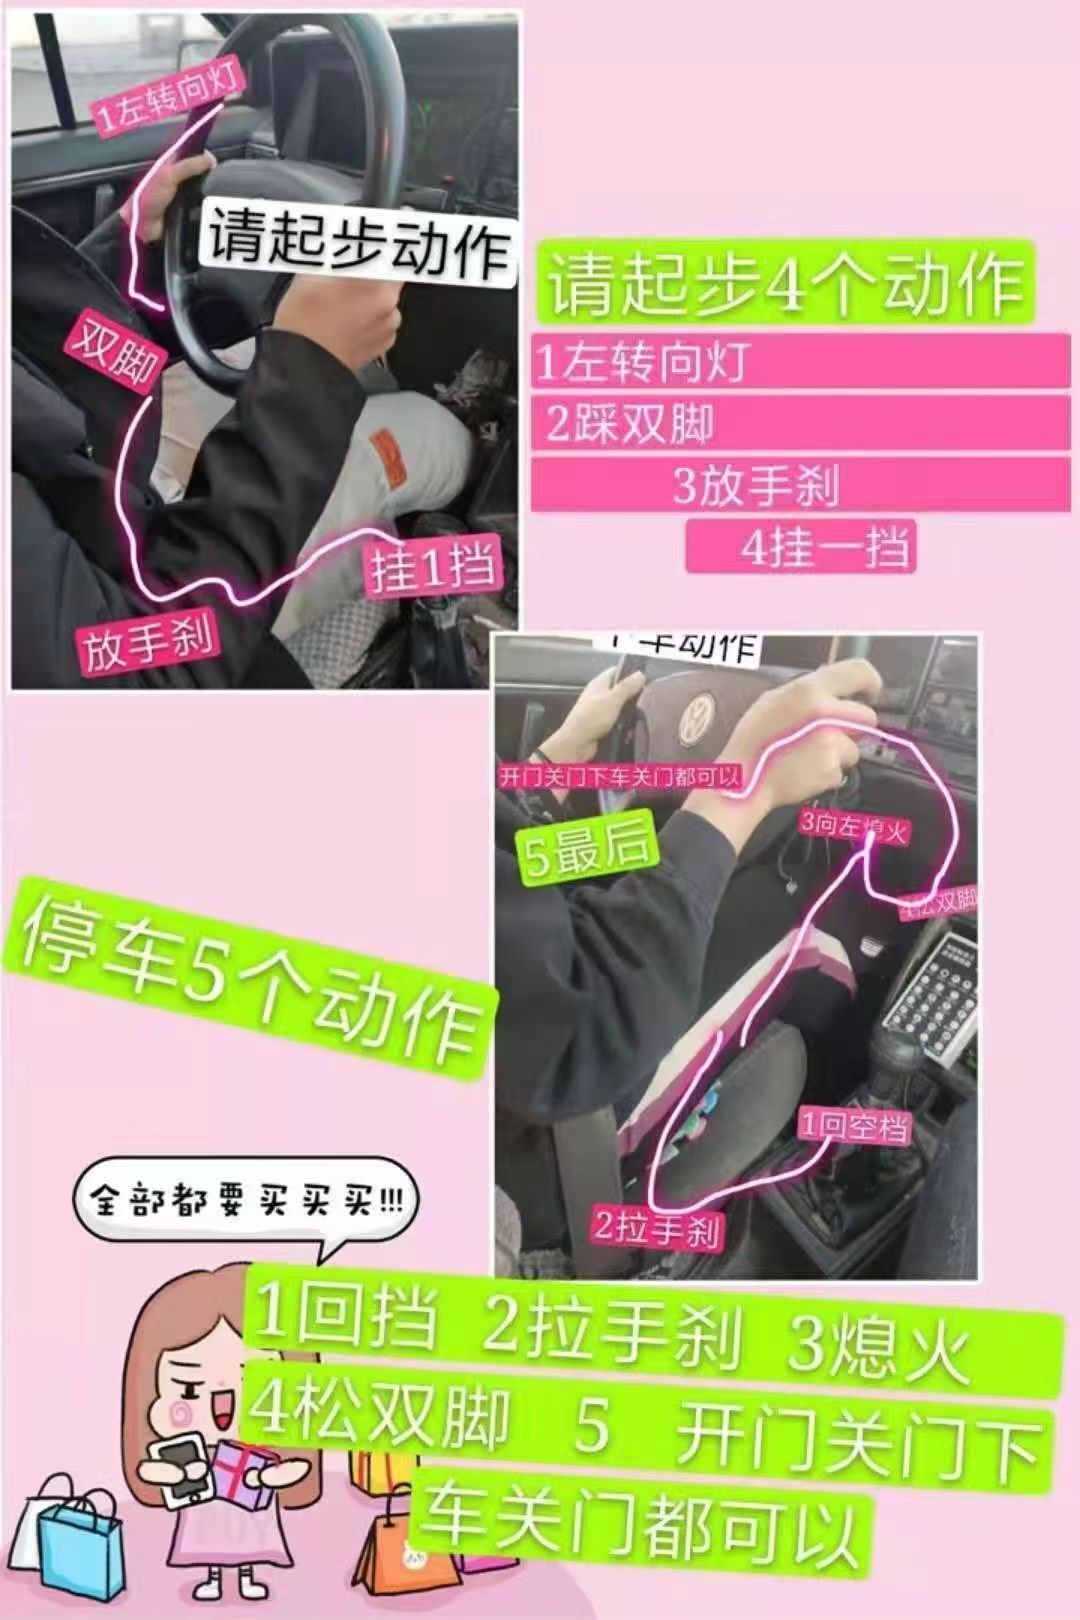 1左转向灯
请起步动作
双脚
挂1挡
放手刹
请起步4个动作
1左转向灯
2踩双脚
3放手刹
4挂一挡
下车动作
开门关门下车关门都可以
5最后
3向左熄火
4松双脚
1回空档
2拉手刹
停车5个动作
全部都要买买买!!!
1回挡 2拉手刹 3熄火
4松双脚 5 开门关门下
车关门都可以